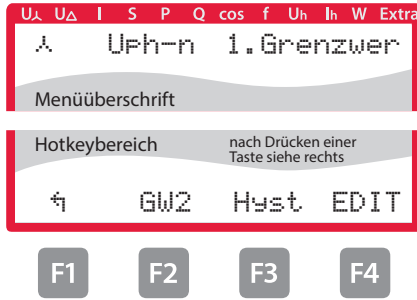 U⅄ U△ I S P Q cos f Uh Ih W Extra
⅄ UPh-n 1.Grenzwer
Menüüberschrift
Hotkeybereich nach Drücken einer
Taste siehe rechts
↰ GW2 Hyst. EDIT
F1 F2 F3 F4